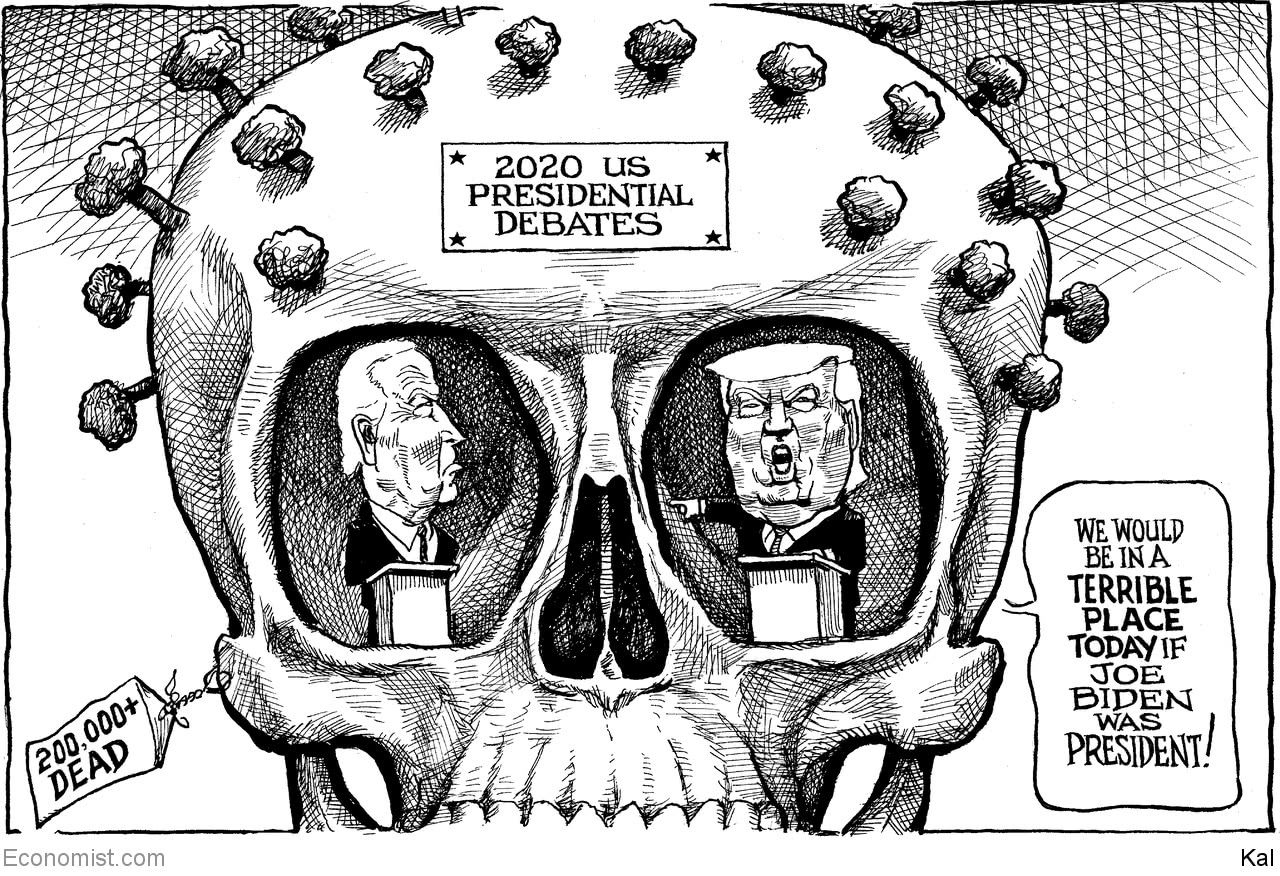 2020 US
PRESIDENTIAL
DEBATES
WE WOULD
BE IN A
TERRIBLE
PLACE
TODAY IF
JOE
BIDEN
WAS
PRESIDENT!
200,000+
DEAD
Economist.com
Kal